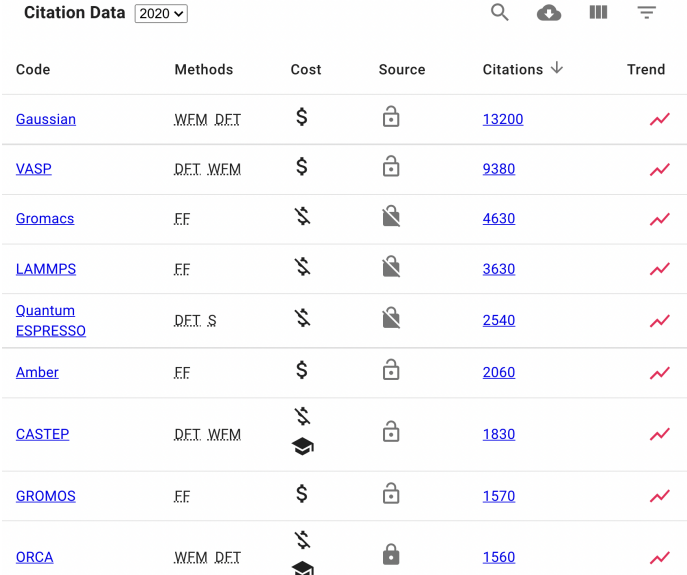 Citation Data 2020
Code Methods Cost Source Citations Trend
Gaussian WFM DFT $ 13200
VASP DFT WFM $ 9380
Gromacs FF 4630
LAMMPS FF 3630
Quantum
ESPRESSO DFT S 2540
Amber FF $ 2060
CASTEP DFT WFM 1830
GROMOS FF $ 1570
ORCA WFM DFT 1560